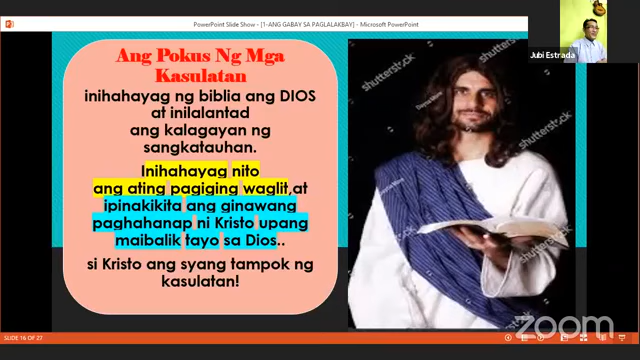 PowerPoint Slide Show - [1-ANG GABAY SA PAGLALAKBAY] - Microsoft PowerPoint
Jubi Estrada
Ang Pokus Ng Mga
Kasulatan
inihahayag ng biblia ang DIOS
at inilalantad
ang kalagayan ng
sangkatauhan.
Inihahayag nito
ang ating pagiging waglit,at
ipinakikita ang ginawang
paghahanap ni Kristo upang
maibalik tayo sa Dios..
si Kristo ang syang tampok ng
kasulatan!
shutterstock
shutterstock
shutterstock
shutterstock
SLIDE 16 OF 27
zoom